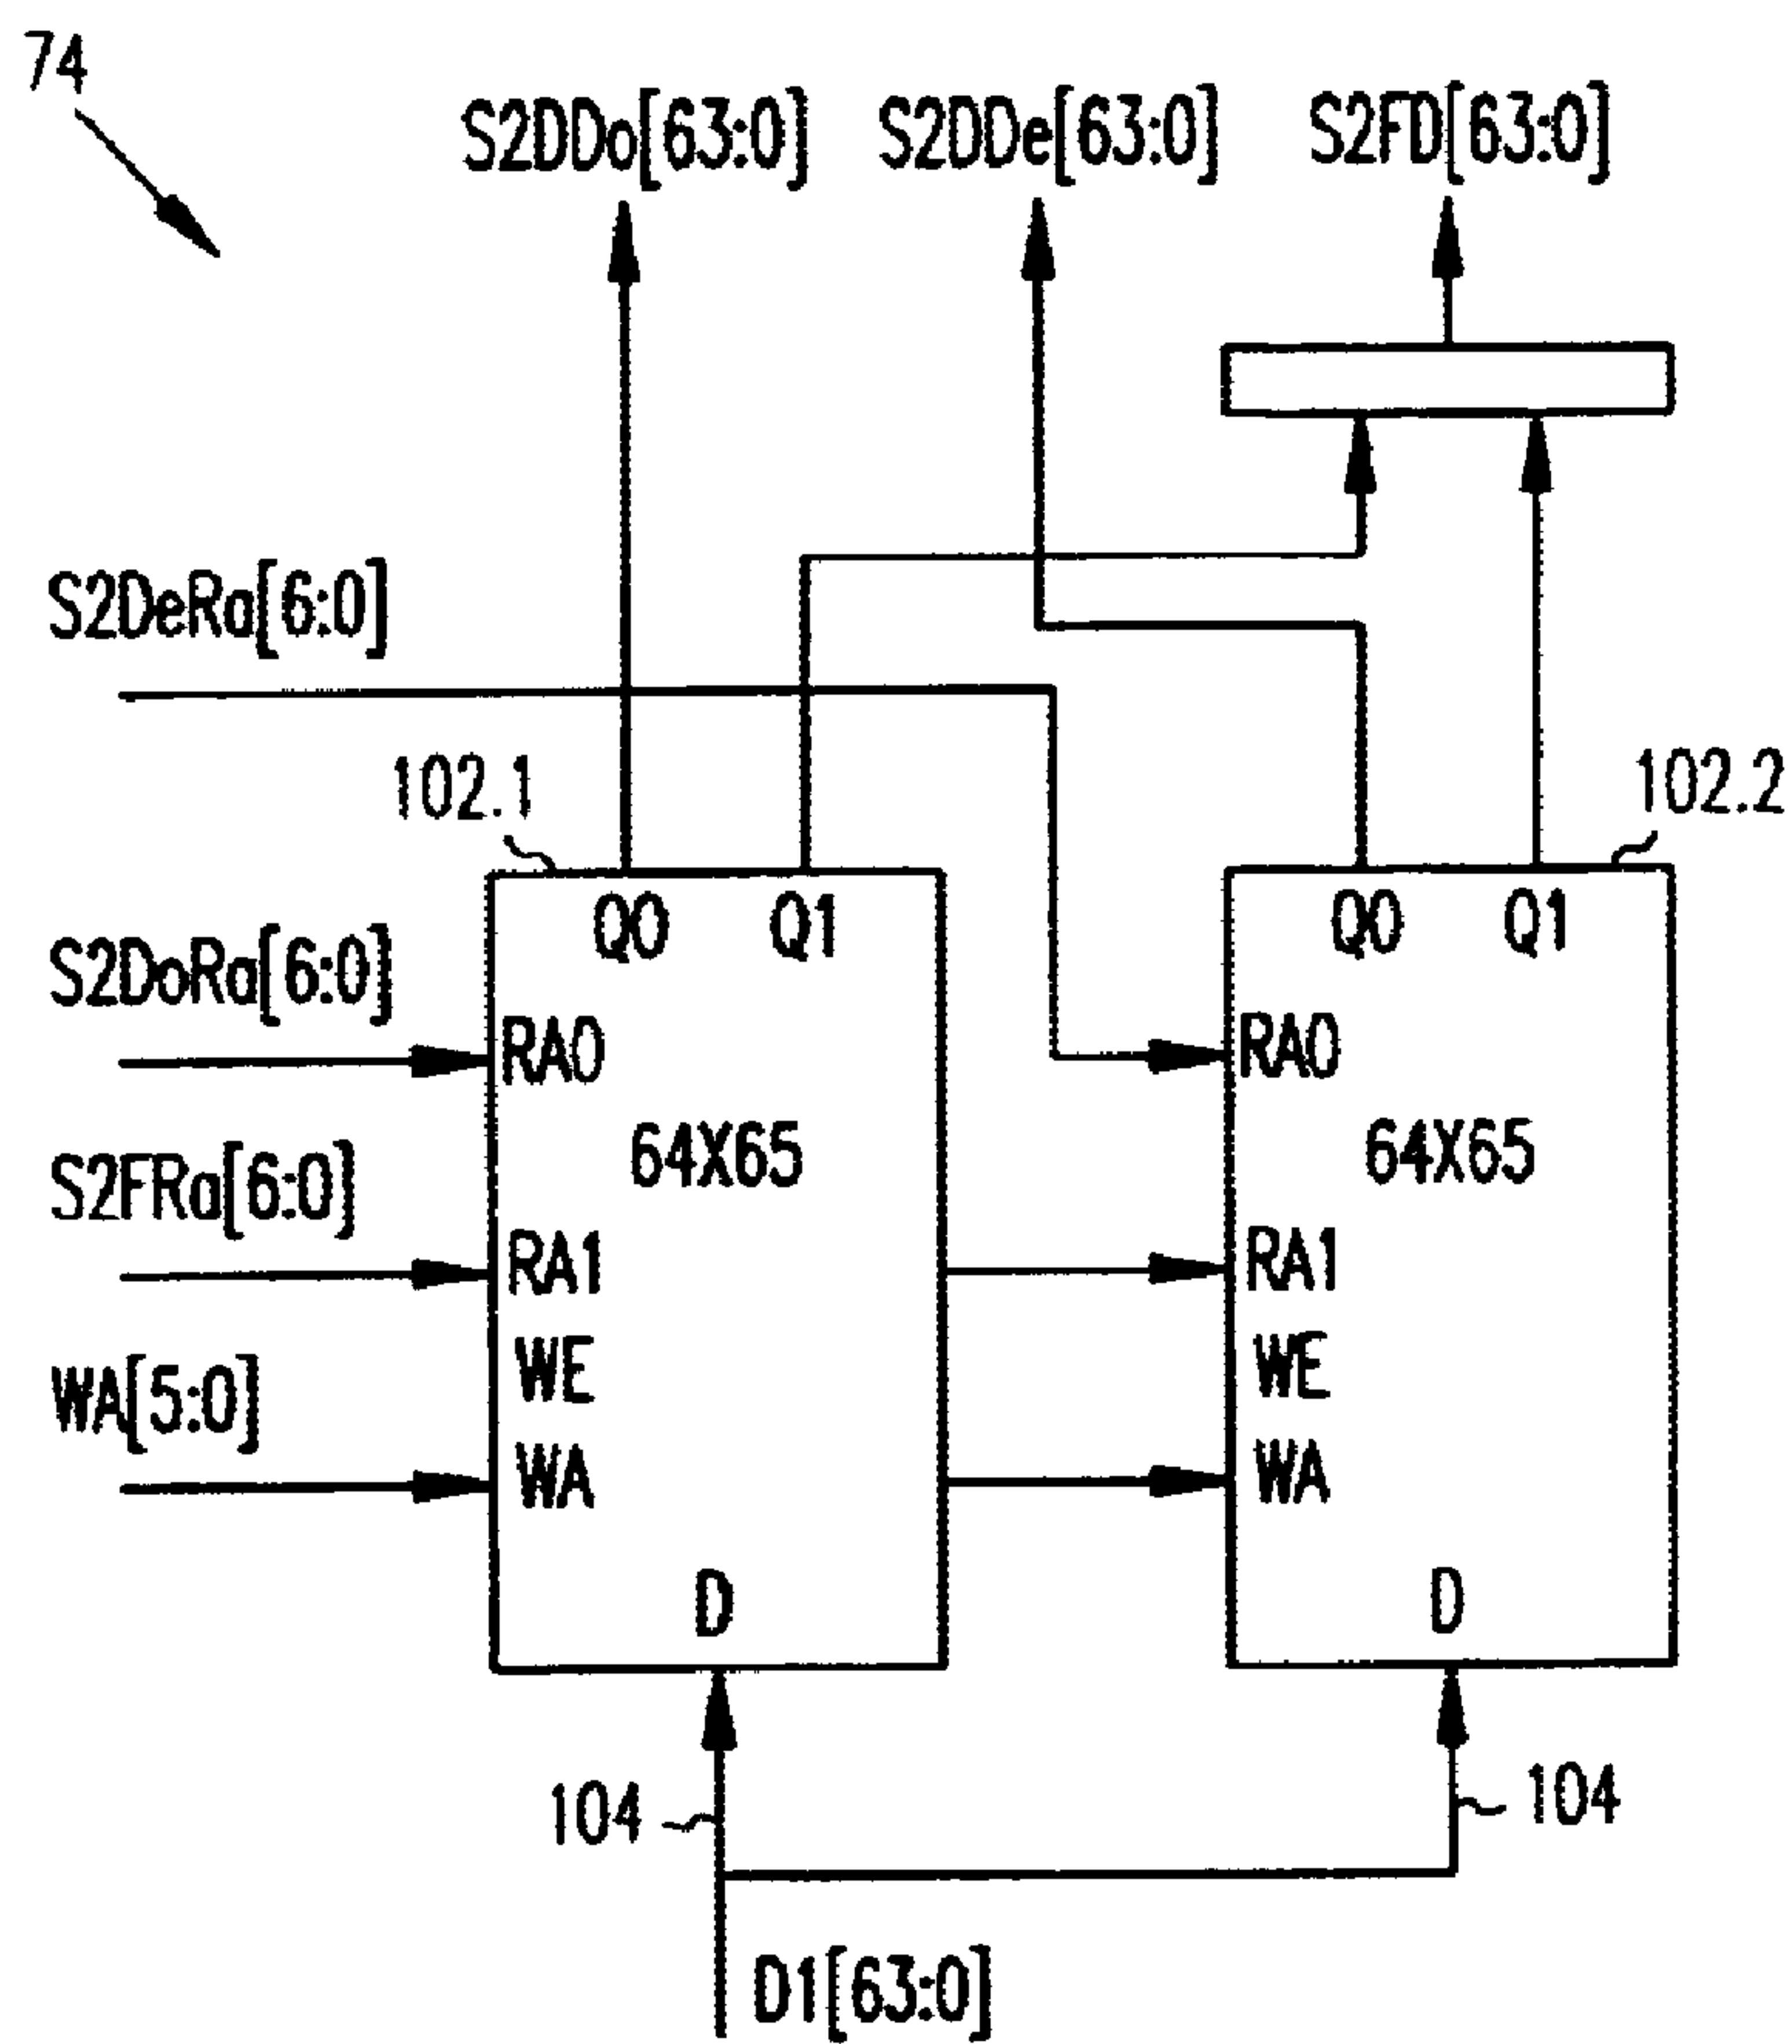 74
S2DDo[63:0] S2DDe[63:0] S2FD[63:0]
S2DeRa[6:0]
102.1 102.2
Q0 Q1 Q0 Q1
S2DoRa[6:0]
RA0 RA0
64X65 64X65
S2FRa[6:0]
RA1 RA1
WE WE
WA[5:0]
WA WA
D D
104 104
D1[63:0]